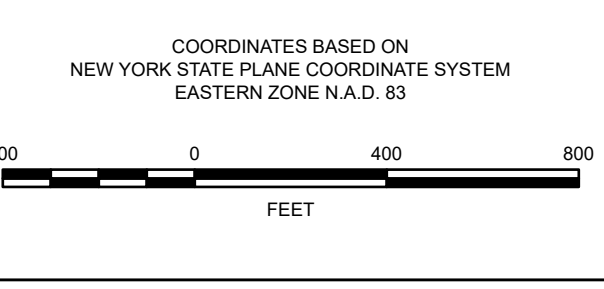 COORDINATES BASED ON
NEW YORK STATE PLANE COORDINATE SYSTEM
EASTERN ZONE N.A.D. 83
00 0 400 800
FEET